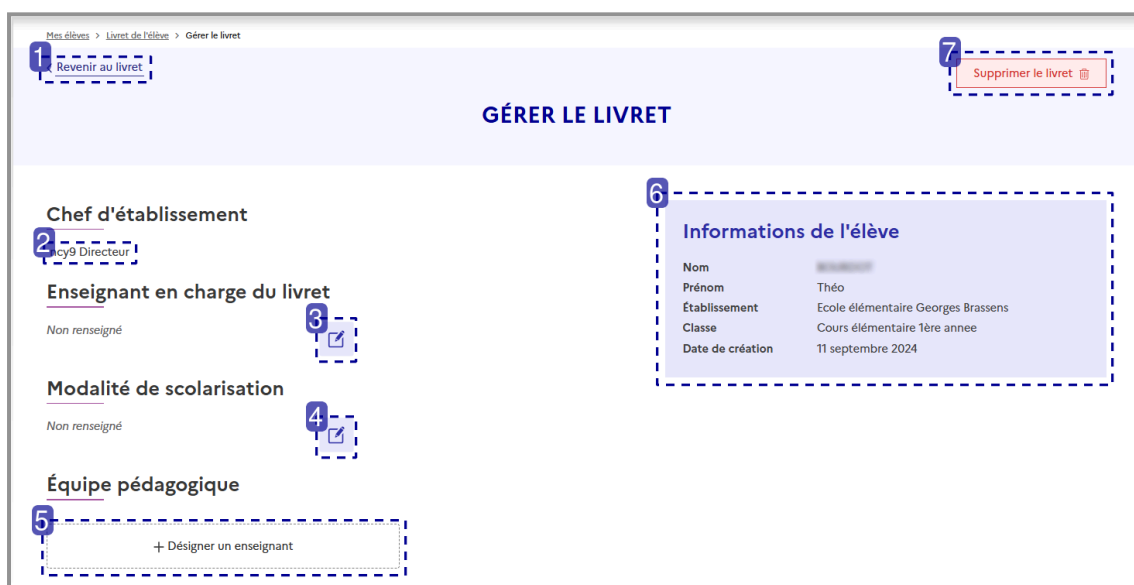 Mes élèves > Livret de l'élève > Gérer le livret
1
< Revenir au livret
7
Supprimer le livret
GÉRER LE LIVRET
Chef d'établissement
2
ncy9 Directeur
Enseignant en charge du livret
Non renseigné
3
Modalité de scolarisation
Non renseigné
4
Équipe pédagogique
5
+ Désigner un enseignant
6
Informations de l'élève
Nom
Prénom Théo
Établissement Ecole élémentaire Georges Brassens
Classe Cours élémentaire 1ère annee
Date de création 11 septembre 2024